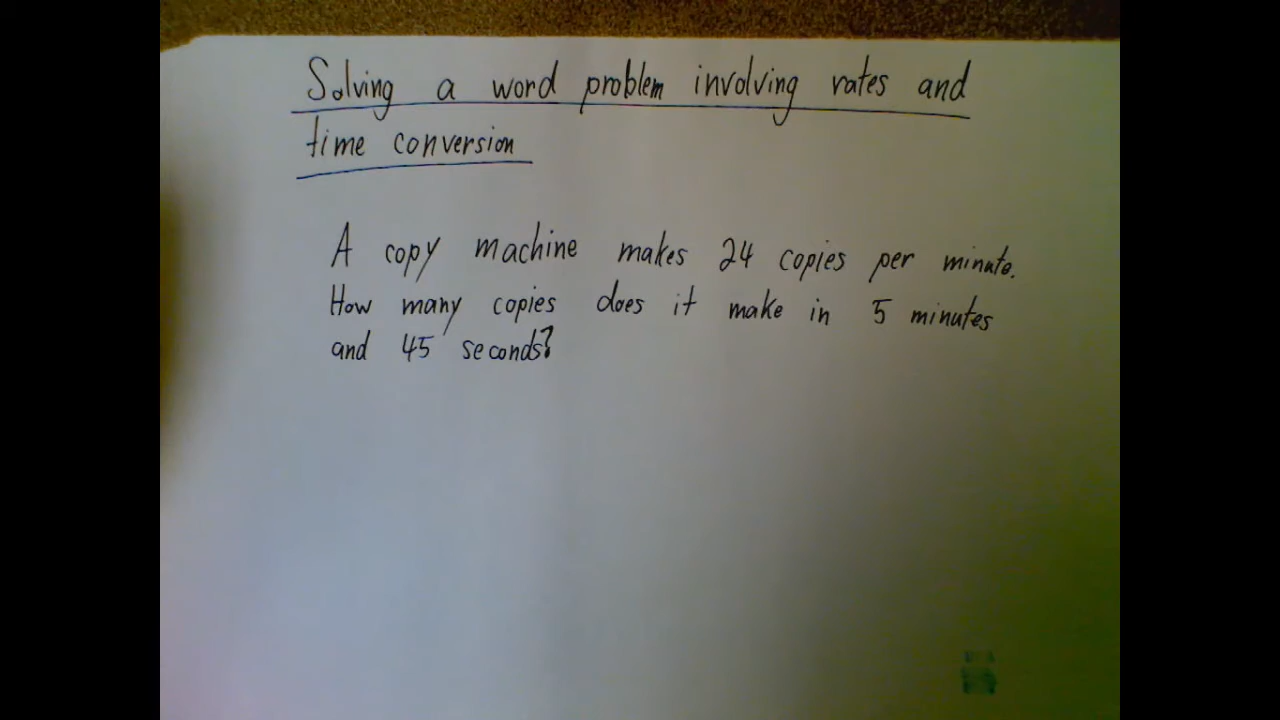 Solving a word problem involving rates and
time conversion
A copy machine makes 24 copies per minute.
How many copies does it make in 5 minutes
and 45 seconds?